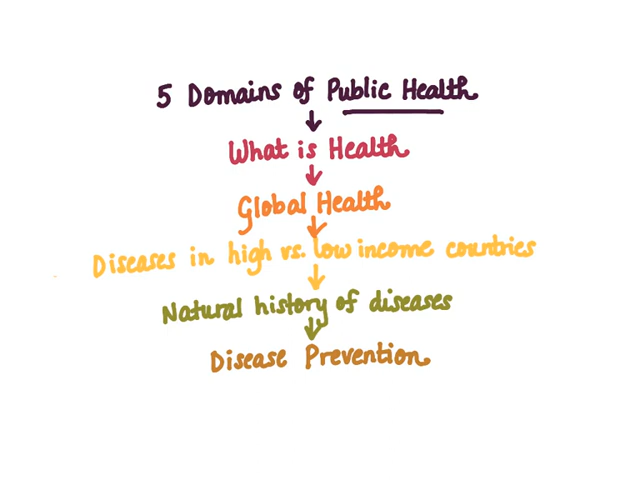 5 Domains of Public Health
What is Health
Global Health
Diseases in high vs. low income countries
Natural history of diseases
Disease Prevention